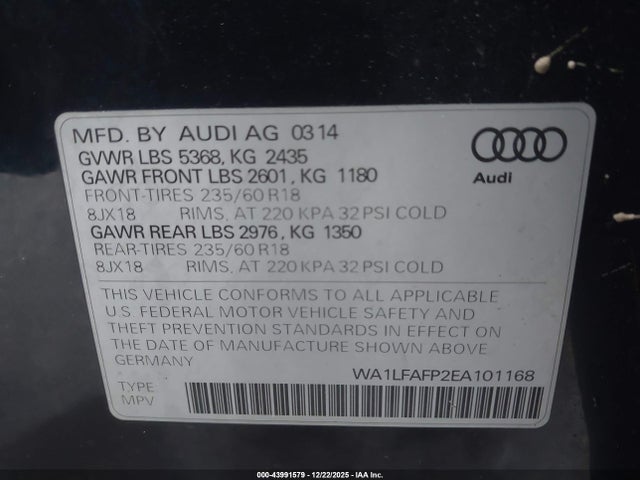 MFD. BY AUDI AG 03 14
GVWR LBS 5368, KG 2435
GAWR FRONT LBS 2601, KG 1180
FRONT-TIRES 235/60 R18
8JX18 RIMS, AT 220 KPA 32 PSI COLD
GAWR REAR LBS 2976, KG 1350
REAR-TIRES 235/60 R18
8JX18 RIMS, AT 220 KPA 32 PSI COLD
Audi
THIS VEHICLE CONFORMS TO ALL APPLICABLE
U.S. FEDERAL MOTOR VEHICLE SAFETY AND
THEFT PREVENTION STANDARDS IN EFFECT ON
THE DATE OF MANUFACTURE SHOWN ABOVE
GERMANY
WA1LFAFP2EA101168
TYPE
MPV
000-43991579 - 12/22/2025 - IAAI.com